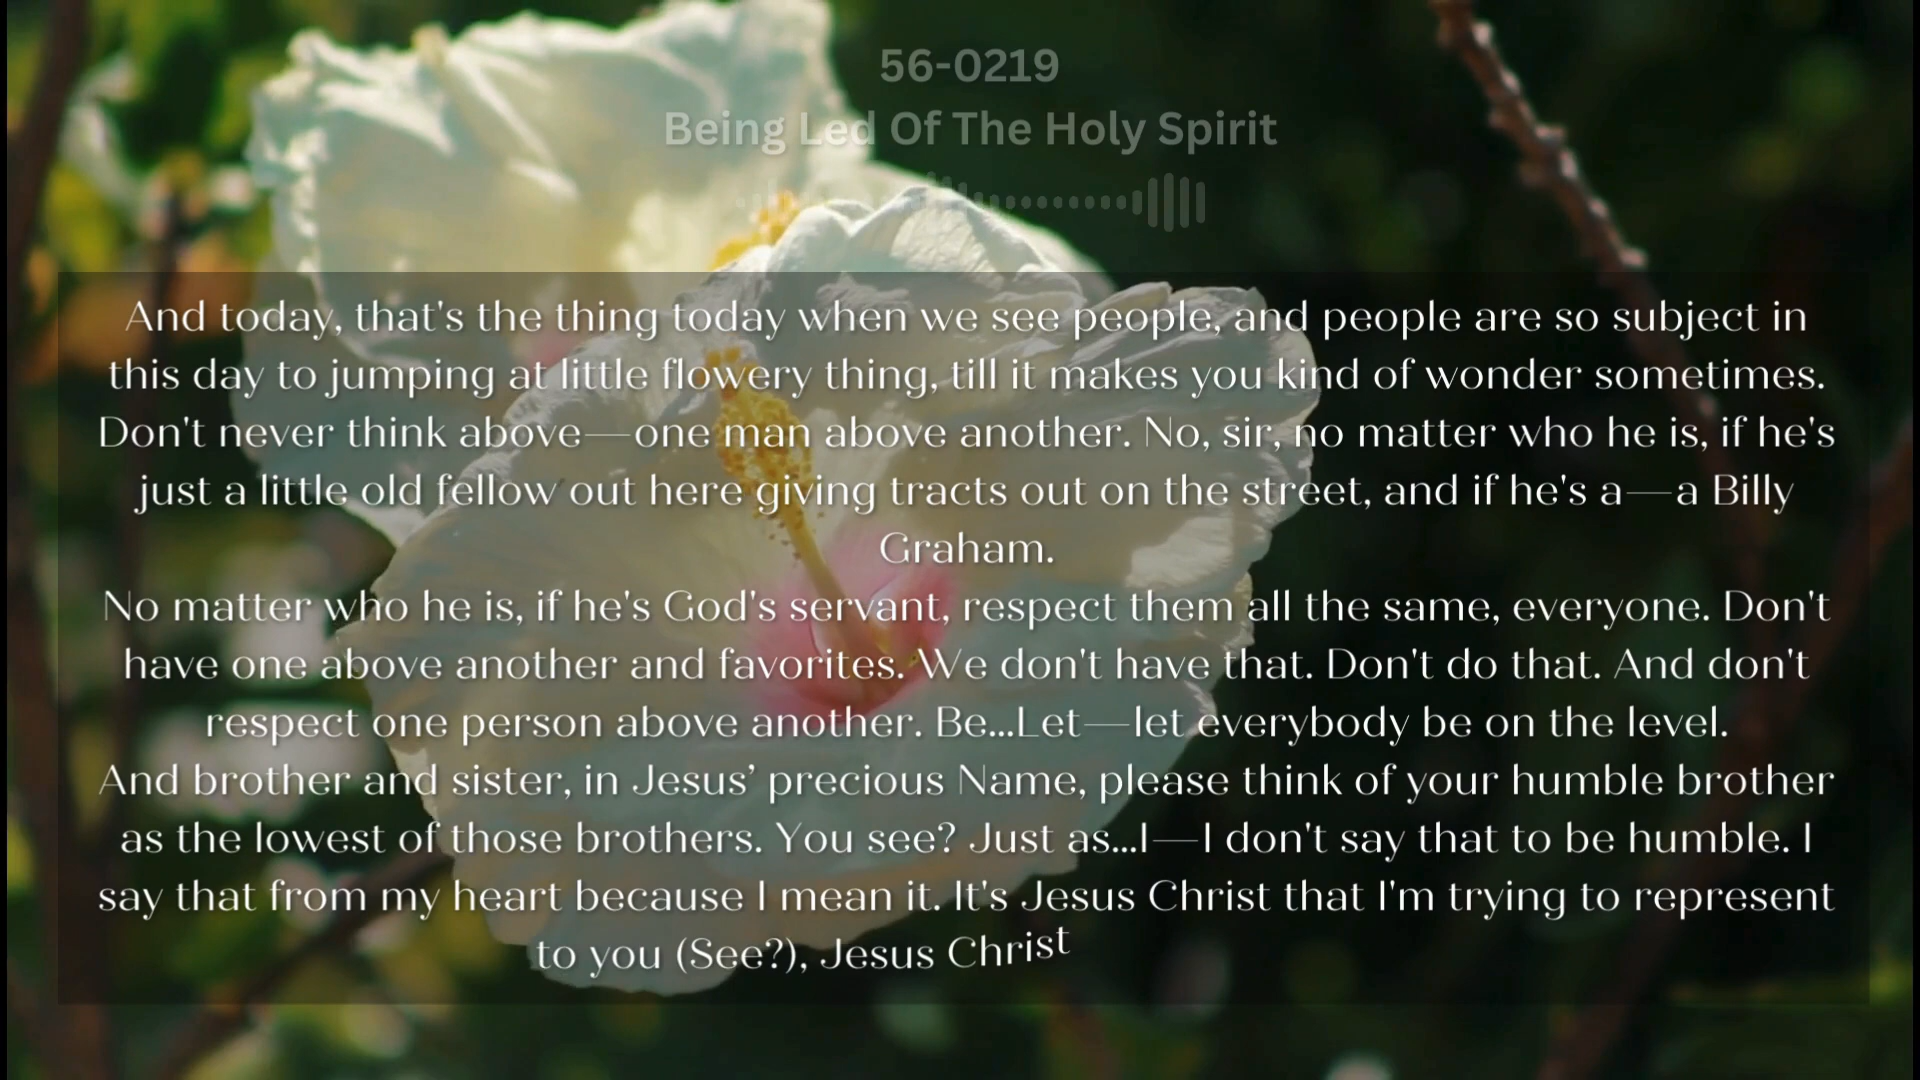 56-0219
Being Led Of The Holy Spirit
And today, that's the thing today when we see people, and people are so subject in
this day to jumping at little flowery thing, till it makes you kind of wonder sometimes.
Don't never think above—one man above another. No, sir, no matter who he is, if he's
just a little old fellow out here giving tracts out on the street, and if he's a—a Billy
Graham.
No matter who he is, if he's God's servant, respect them all the same, everyone. Don't
have one above another and favorites. We don't have that. Don't do that. And don't
respect one person above another. Be...Let—let everybody be on the level.
And brother and sister, in Jesus’ precious Name, please think of your humble brother
as the lowest of those brothers. You see? Just as...I—I don't say that to be humble. I
say that from my heart because I mean it. It's Jesus Christ that I'm trying to represent
to you (See?), Jesus Christ